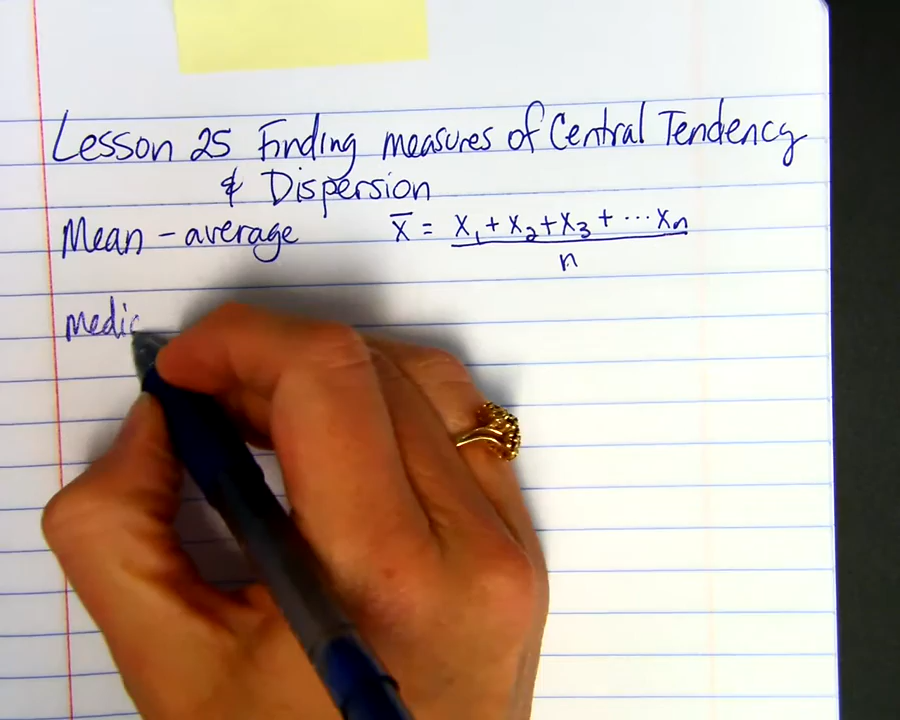 Lesson 25 Finding measures of Central Tendency
& Dispersion
Mean - average x̄ = x₁ + x₂ + x₃ + ... xₙ
n
Medi